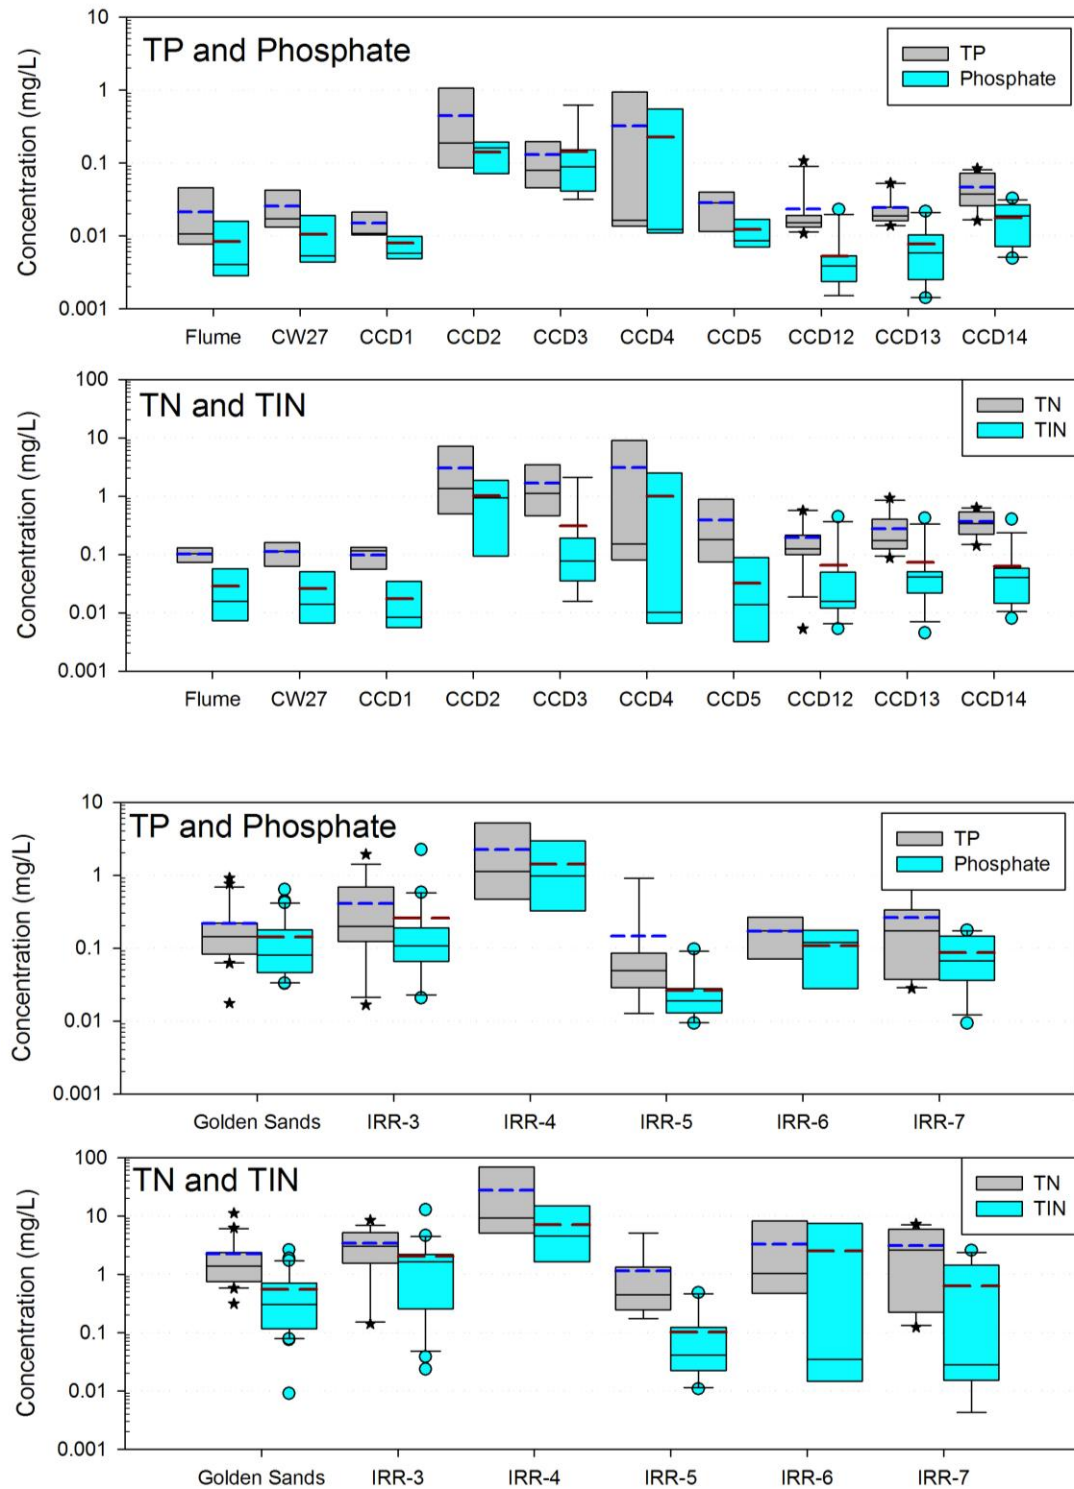 TP and Phosphate
TP
Phosphate
Concentration (mg/L)
10
1
0.1
0.01
0.001
Flume CW27 CCD1 CCD2 CCD3 CCD4 CCD5 CCD12 CCD13 CCD14
TN and TIN
TN
TIN
Concentration (mg/L)
100
10
1
0.1
0.01
0.001
Flume CW27 CCD1 CCD2 CCD3 CCD4 CCD5 CCD12 CCD13 CCD14
TP and Phosphate
TP
Phosphate
Concentration (mg/L)
10
1
0.1
0.01
0.001
Golden Sands IRR-3 IRR-4 IRR-5 IRR-6 IRR-7
TN and TIN
TN
TIN
Concentration (mg/L)
100
10
1
0.1
0.01
0.001
Golden Sands IRR-3 IRR-4 IRR-5 IRR-6 IRR-7